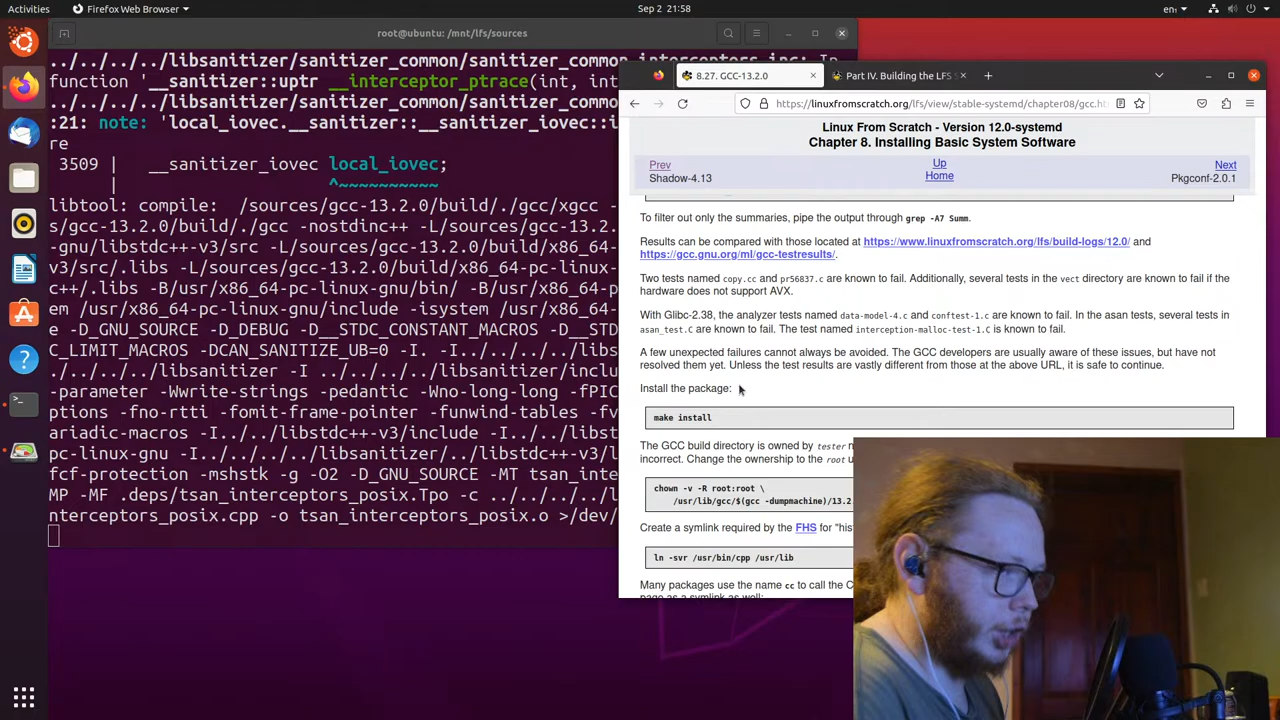 Activities
Firefox Web Browser
Sep 2 21:58
en
root@ubuntu: /mnt/lfs/sources
../../../../libsanitizer/sanitizer_common/sanitizer_common_interceptors.inc: In
function '__sanitizer::uptr __interceptor_ptrace(int, int
../../../../libsanitizer/sanitizer_common/sanitizer_commo
:21: note: 'local_iovec.__sanitizer::__sanitizer_iovec::i
re
3509 | __sanitizer_iovec local_iovec;
| ^~~~~~~~~~~
libtool: compile: /sources/gcc-13.2.0/build/./gcc/xgcc -
-/sources/gcc-13.2.0/build/./gcc -nostdinc++ -L/sources/g
-gnu/libstdc++-v3/src -L/sources/gcc-13.2.0/build/x86_64-
v3/src/.libs -L/sources/gcc-13.2.0/build/x86_64-pc-linux-
c++/.libs -B/usr/x86_64-pc-linux-gnu/bin/ -B/usr/x86_64-p
em /usr/x86_64-pc-linux-gnu/include -isystem /usr/x86_64-
-D_GNU_SOURCE -D_DEBUG -D__STDC_CONSTANT_MACROS -D__STD
C_LIMIT_MACROS -DCAN_SANITIZE_UB=0 -I. -I../../../../libs
./../../../libsanitizer -I ../../../../libsanitizer/inclu
-parameter -Wwrite-strings -pedantic -Wno-long-long -fPIC
ptions -fno-rtti -fomit-frame-pointer -funwind-tables -fv
ariadic-macros -I../../libstdc++-v3/include -I../../libst
pc-linux-gnu -I../../../../libsanitizer/../libstdc++-v3/l
fcf-protection -mshstk -g -O2 -D_GNU_SOURCE -MT tsan_inte
MP -MF .deps/tsan_interceptors_posix.Tpo -c ../../../../l
nterceptors_posix.cpp -o tsan_interceptors_posix.o >/dev/
8.27. GCC-13.2.0
Part IV. Building the LFS S
https://linuxfromscratch.org/lfs/view/stable-systemd/chapter08/gcc.ht
Linux From Scratch - Version 12.0-systemd
Chapter 8. Installing Basic System Software
Prev
Up
Next
Shadow-4.13
Home
Pkgconf-2.0.1
To filter out only the summaries, pipe the output through grep -A7 Summ.
Results can be compared with those located at https://www.linuxfromscratch.org/lfs/build-logs/12.0/ and
https://gcc.gnu.org/ml/gcc-testresults/.
Two tests named copy.cc and pr56837.c are known to fail. Additionally, several tests in the vect directory are known to fail if the
hardware does not support AVX.
With Glibc-2.38, the analyzer tests named data-model-4.c and conftest-1.c are known to fail. In the asan tests, several tests in
asan_test.C are known to fail. The test named interception-malloc-test-1.C is known to fail.
A few unexpected failures cannot always be avoided. The GCC developers are usually aware of these issues, but have not
resolved them yet. Unless the test results are vastly different from those at the above URL, it is safe to continue.
Install the package:
make install
The GCC build directory is owned by tester
incorrect. Change the ownership to the root
chown -v -R root:root \
/usr/lib/gcc/$(gcc -dumpmachine)/13.2
Create a symlink required by the FHS for "his
ln -svr /usr/bin/cpp /usr/lib
Many packages use the name cc to call the C
page as a symlink as well: